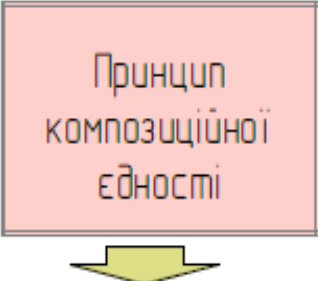 Принцип
композиційної
єдності